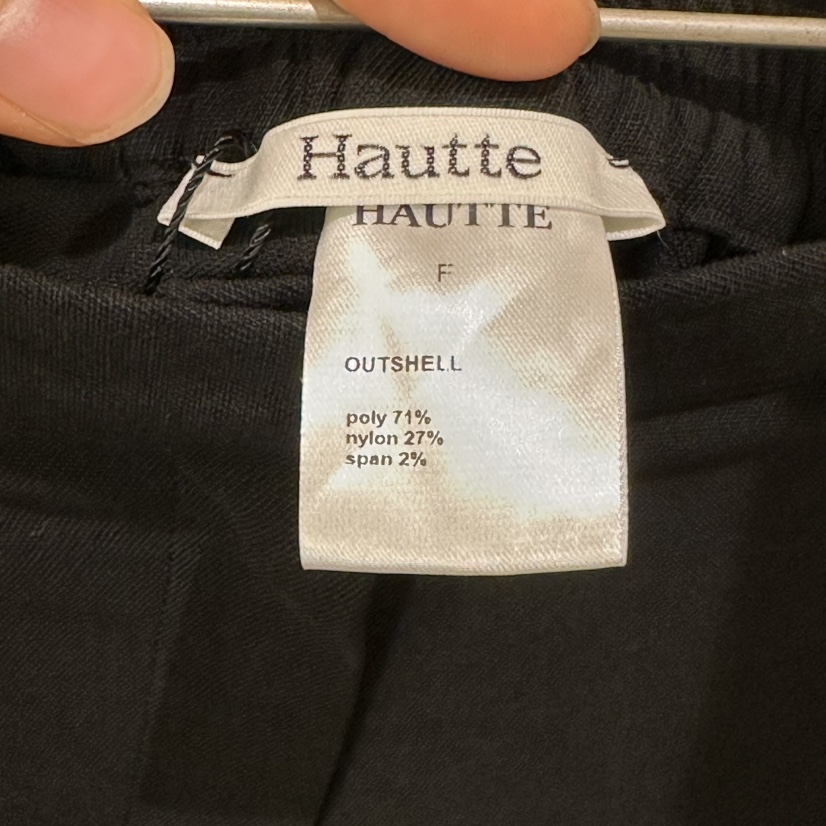 Hautte
HAUTTE
F
OUTSHELL
poly 71%
nylon 27%
span 2%